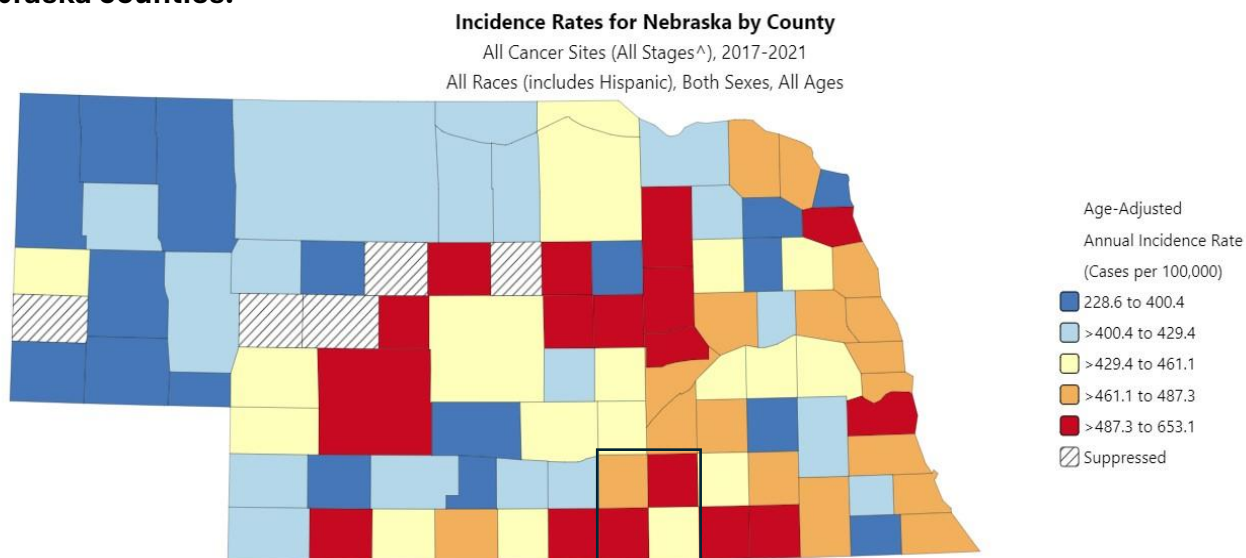 Incidence Rates for Nebraska by County
All Cancer Sites (All Stages^), 2017-2021
All Races (includes Hispanic), Both Sexes, All Ages
Age-Adjusted
Annual Incidence Rate
(Cases per 100,000)
228.6 to 400.4
>400.4 to 429.4
>429.4 to 461.1
>461.1 to 487.3
>487.3 to 653.1
Suppressed